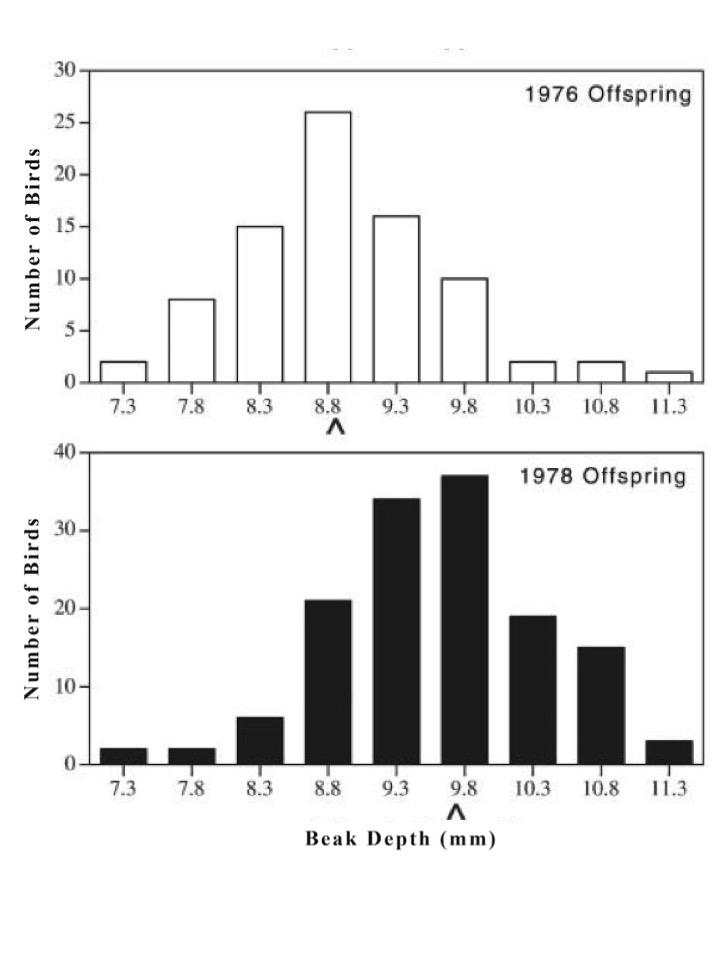 30
1976 Offspring
25
20
15
10
5
0
Number of Birds
7.3 7.8 8.3 8.8 9.3 9.8 10.3 10.8 11.3
^
40
1978 Offspring
30
20
10
0
Number of Birds
7.3 7.8 8.3 8.8 9.3 9.8 10.3 10.8 11.3
^
Beak Depth (mm)